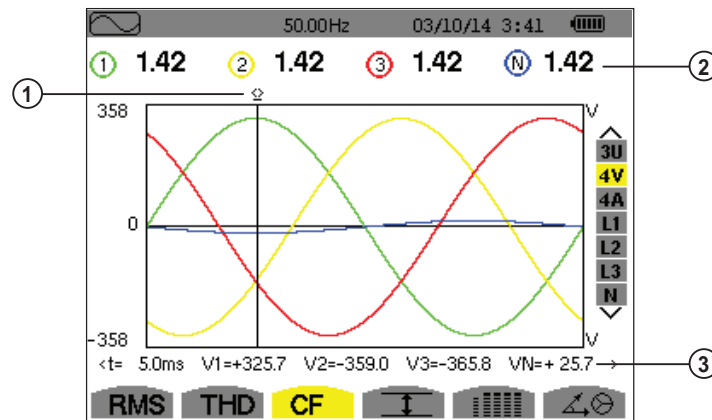 50.00Hz 03/10/14 3:41
1 1.42 2 1.42 3 1.42 N 1.42
2
1
358 V
3U
4V
4A
0
L1
L2
L3
N
-358 V
<t= 5.0ms V1=+325.7 V2=-359.0 V3=-365.8 VN=+ 25.7 →
3
RMS THD CF